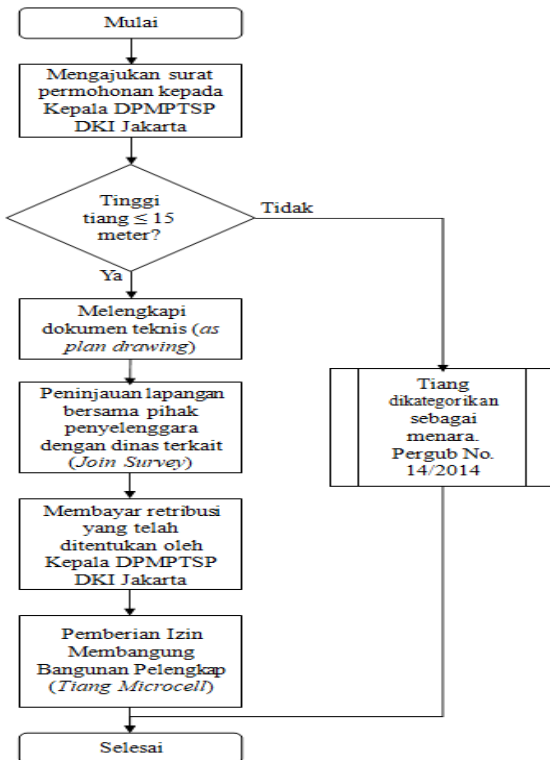 Mulai
Mengajukan surat
permohonan kepada
Kepala DPMPTSP
DKI Jakarta
Tinggi
tiang ≤ 15
meter?
Tidak
Ya
Melengkapi
dokumen teknis (as
plan drawing)
Peninjauan lapangan
bersama pihak
penyelenggara
dengan dinas terkait
(Join Survey)
Membayar retribusi
yang telah
ditentukan oleh
Kepala DPMPTSP
DKI Jakarta
Pemberian Izin
Membangung
Bangunan Pelengkap
(Tiang Microcell)
Tiang
dikategorikan
sebagai
menara.
Pergub No.
14/2014
Selesai